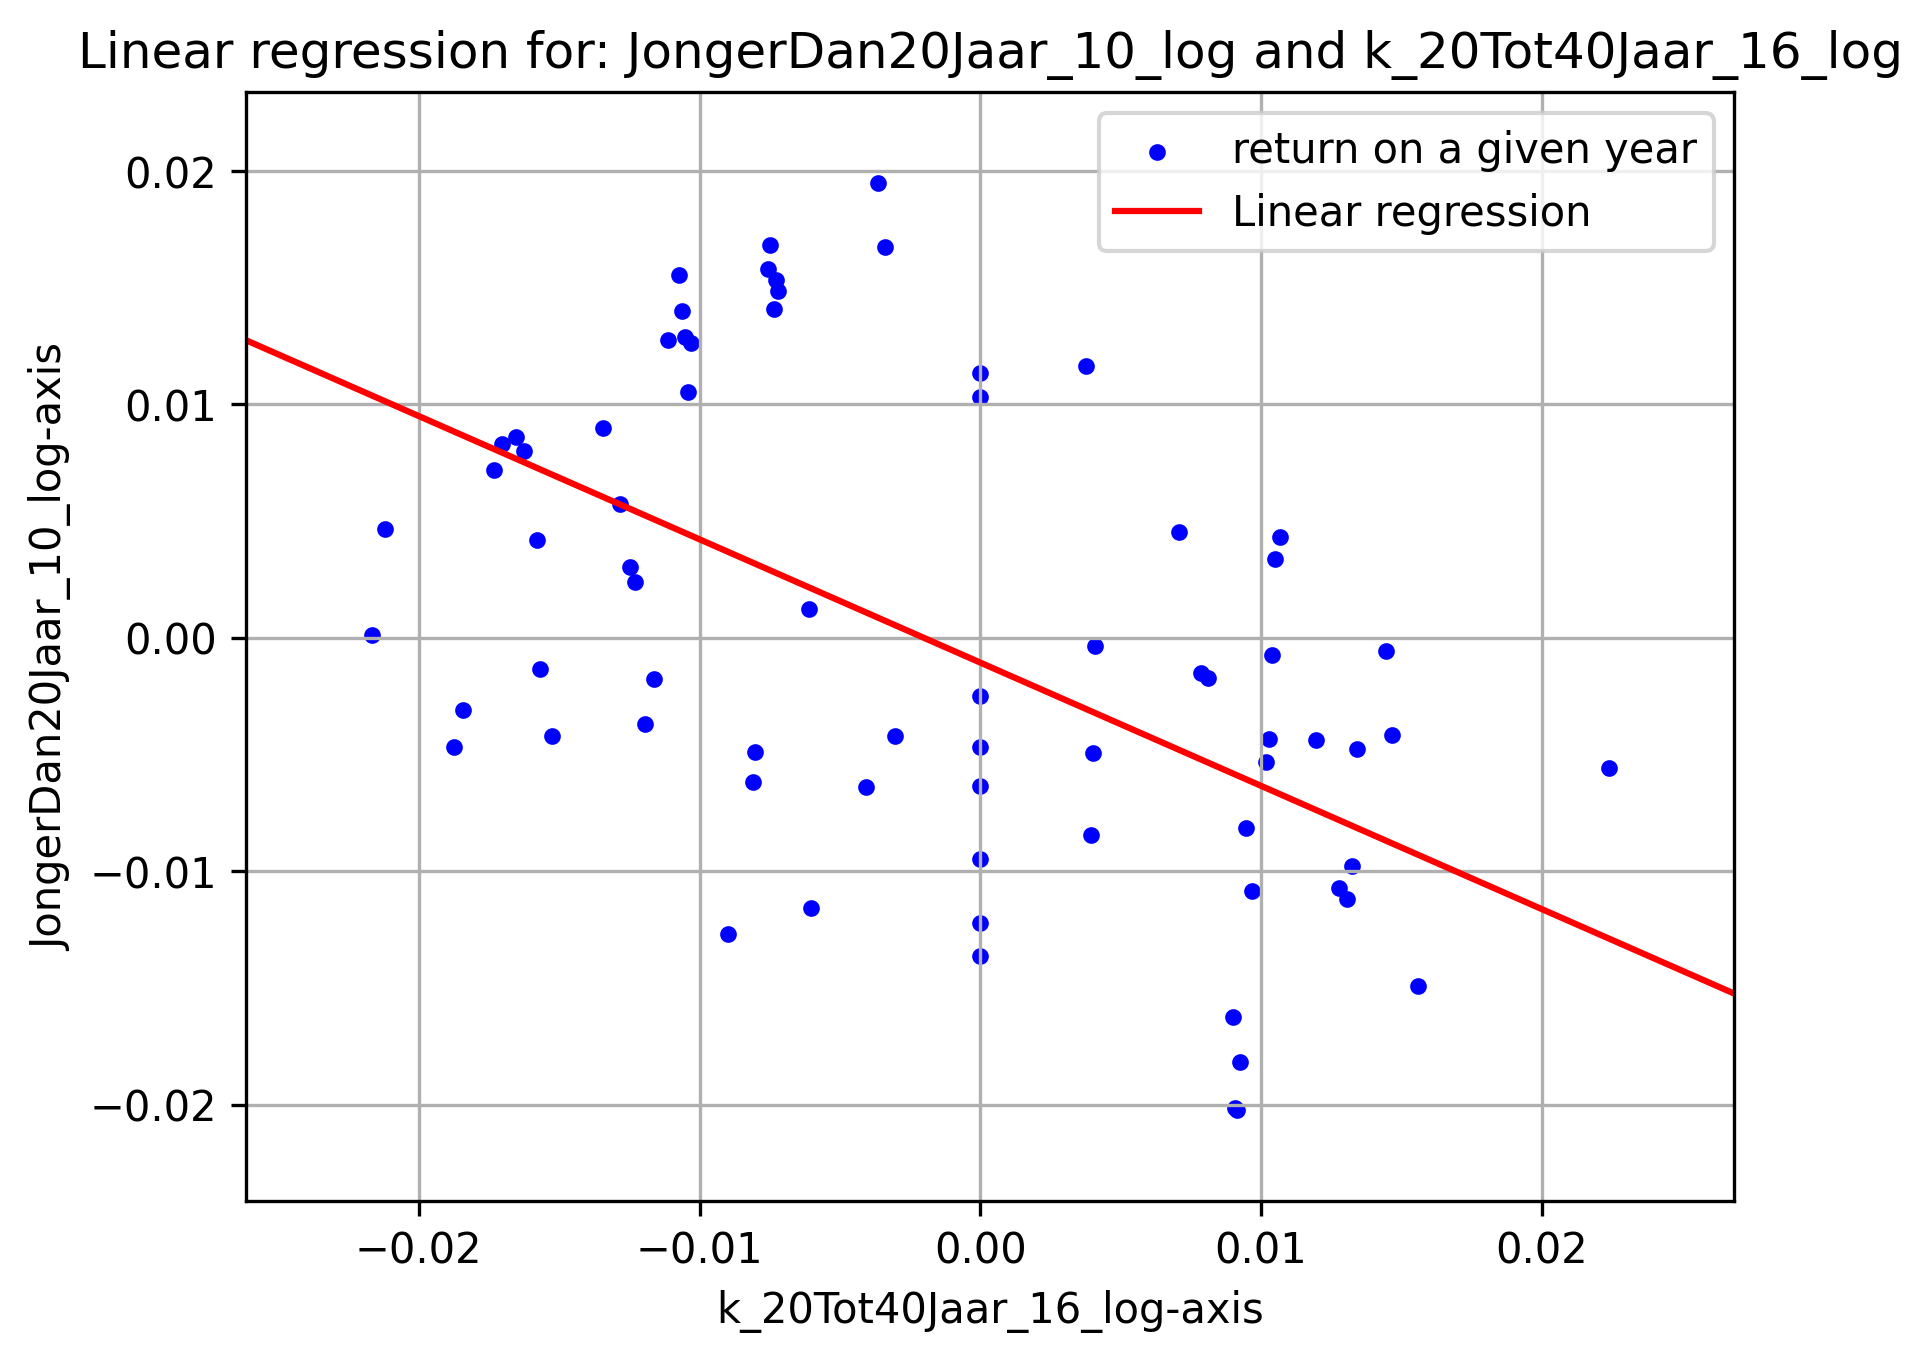 Linear regression for: JongerDan20Jaar_10_log and k_20Tot40Jaar_16_log
return on a given year
Linear regression
0.02
0.01
0.00
−0.01
−0.02
JongerDan20Jaar_10_log-axis
−0.02
−0.01
0.00
0.01
0.02
k_20Tot40Jaar_16_log-axis